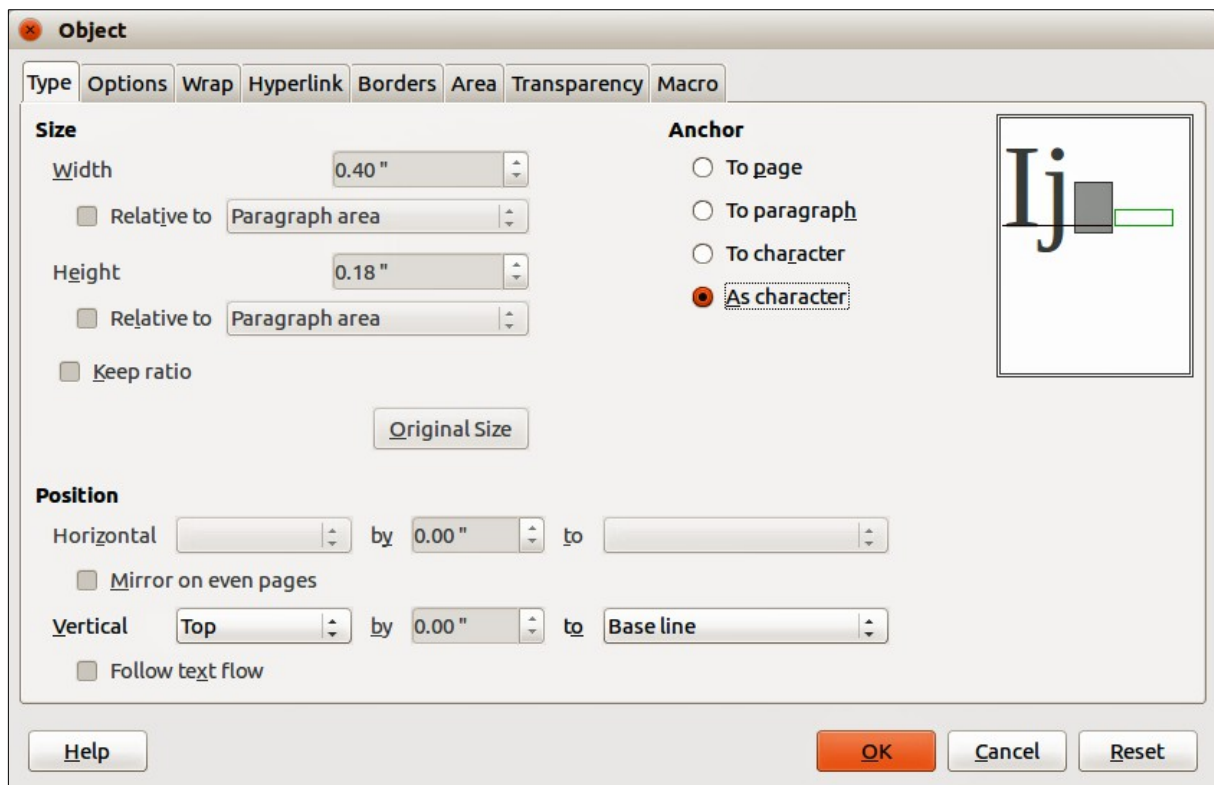 Object
Type Options Wrap Hyperlink Borders Area Transparency Macro
Size
Width 0.40 "
Relative to Paragraph area
Height 0.18 "
Relative to Paragraph area
Keep ratio
Original Size
Anchor
To page
To paragraph
To character
As character
Ij
Position
Horizontal by 0.00 " to
Mirror on even pages
Vertical Top by 0.00 " to Base line
Follow text flow
Help OK Cancel Reset